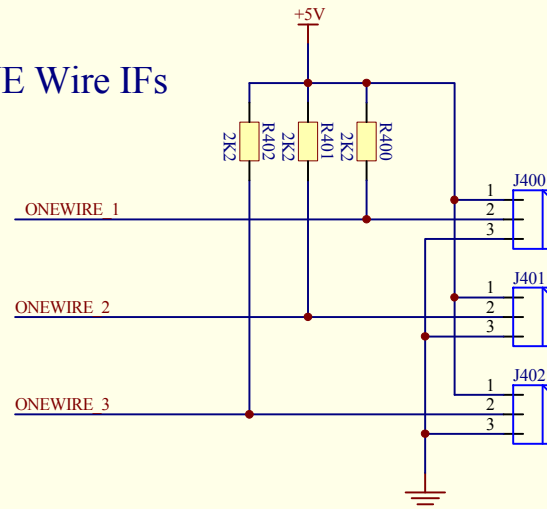 +5V
E Wire IFs
R402
2K2
R401
2K2
R400
2K2
J400
1
ONEWIRE_1
2
3
J401
1
ONEWIRE_2
2
3
J402
1
ONEWIRE_3
2
3